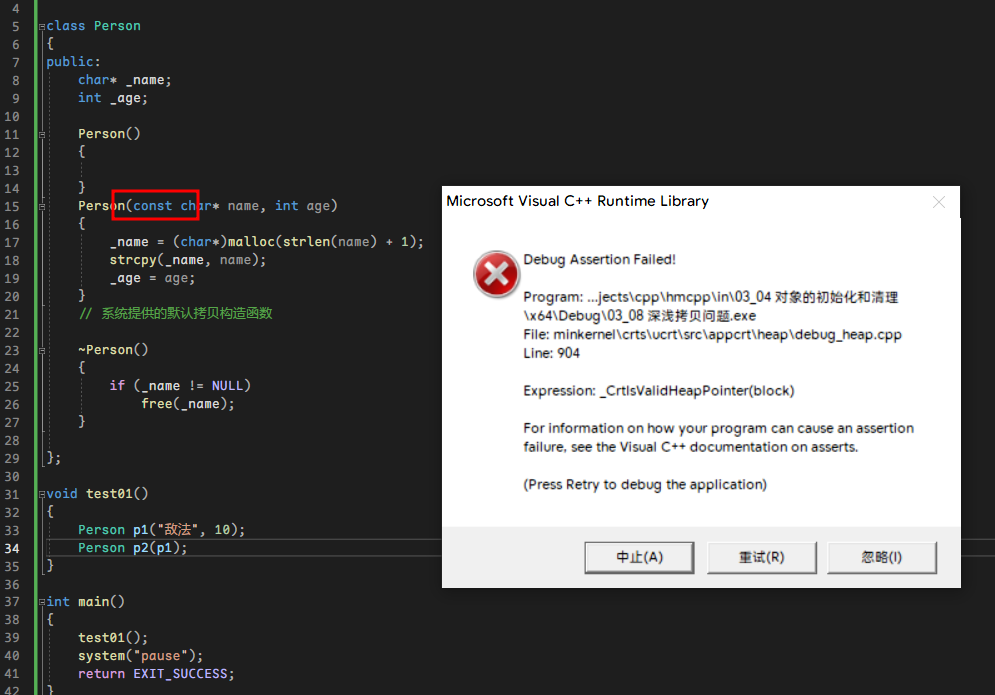 4
5 class Person
6 {
7 public:
8 char* _name;
9 int _age;
10
11 Person()
12 {
13
14 }
15 Person(const char* name, int age)
16 {
17 _name = (char*)malloc(strlen(name) + 1);
18 strcpy(_name, name);
19 _age = age;
20 }
21 // 系统提供的默认拷贝构造函数
22
23 ~Person()
24 {
25 if (_name != NULL)
26 free(_name);
27 }
28
29 };
30
31 void test01()
32 {
33 Person p1("敌法", 10);
34 Person p2(p1);
35 }
36
37 int main()
38 {
39 test01();
40 system("pause");
41 return EXIT_SUCCESS;
42 }
Microsoft Visual C++ Runtime Library
Debug Assertion Failed!
Program: ...jects\cpp\hmcpp\in\03_04 对象的初始化和清理
\x64\Debug\03_08 深浅拷贝问题.exe
File: minkernel\crts\ucrt\src\appcrt\heap\debug_heap.cpp
Line: 904
Expression: _CrtIsValidHeapPointer(block)
For information on how your program can cause an assertion
failure, see the Visual C++ documentation on asserts.
(Press Retry to debug the application)
中止(A) 重试(R) 忽略(I)